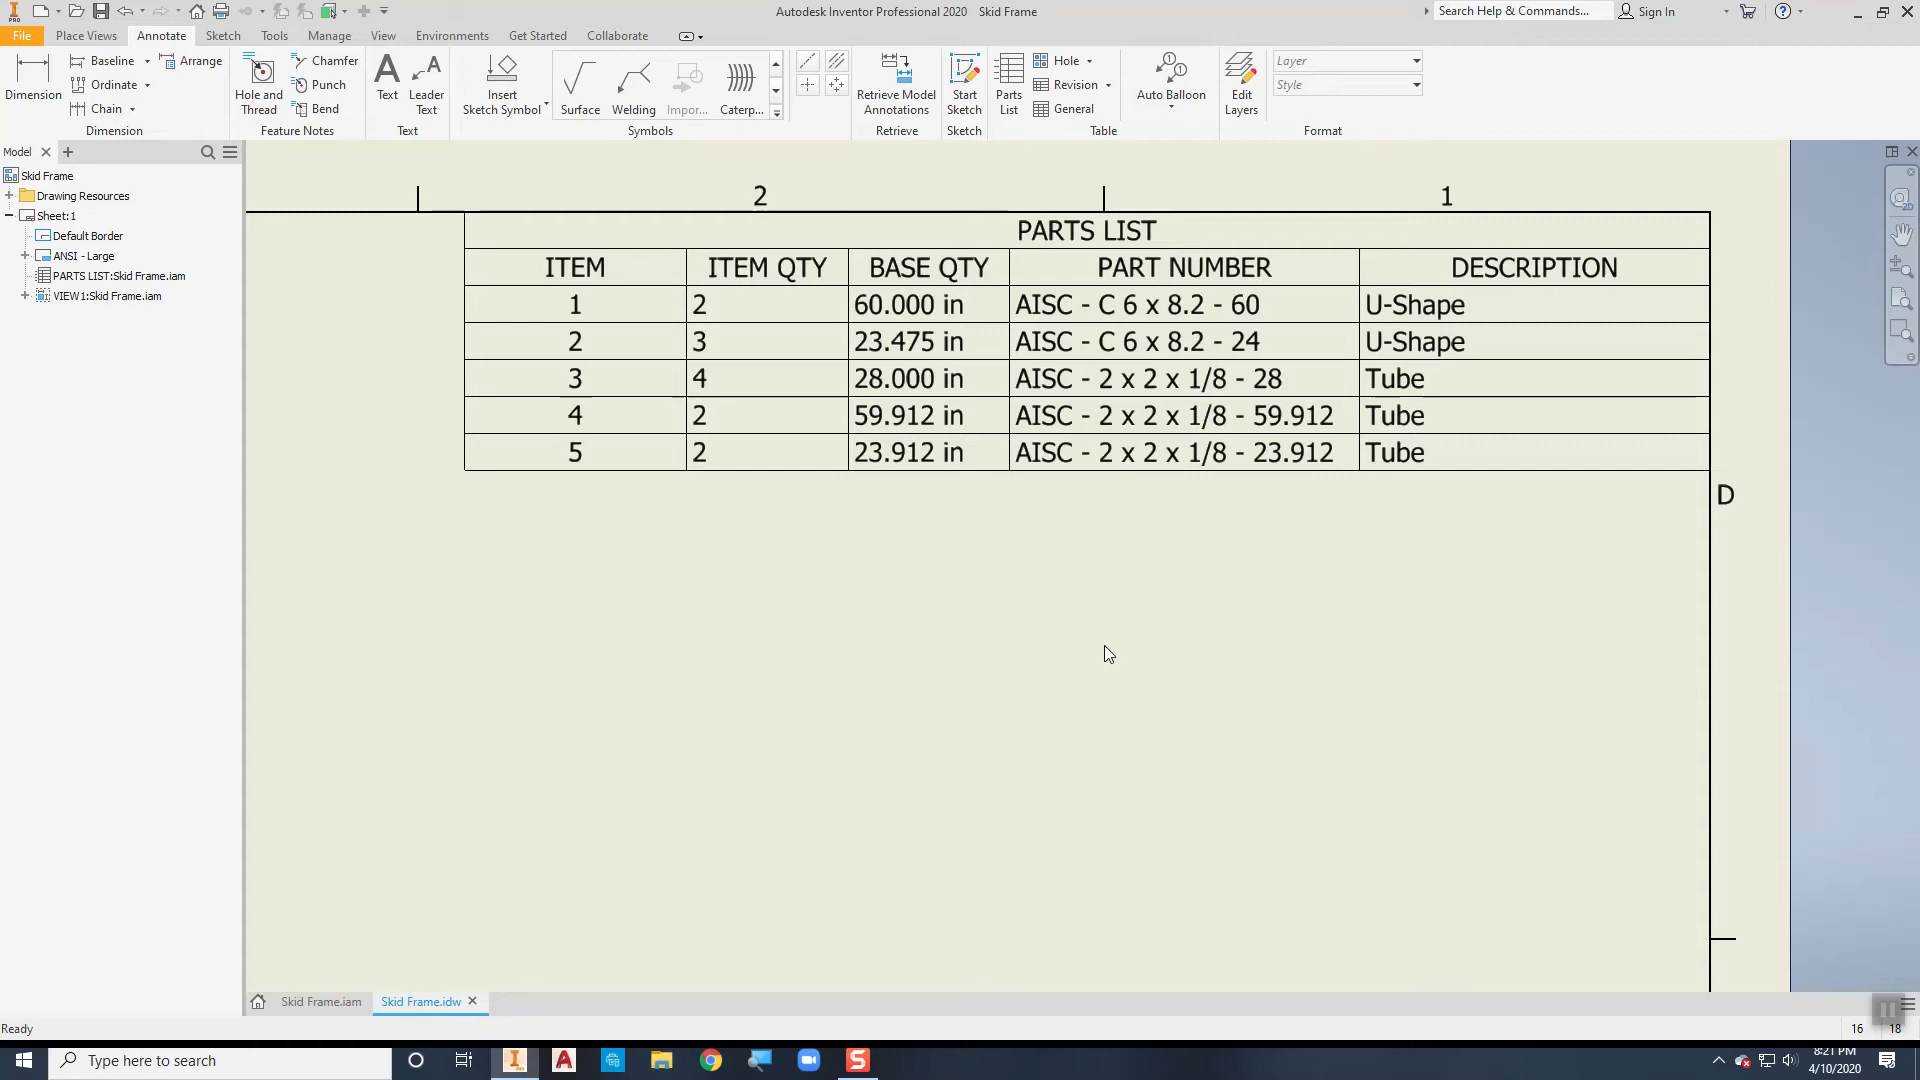 Autodesk Inventor Professional 2020 Skid Frame
Search Help & Commands...
Sign In
File Place Views Annotate Sketch Tools Manage View Environments Get Started Collaborate
Dimension
Baseline
Ordinate
Chain
Arrange
Dimension
Hole and Thread
Chamfer
Punch
Bend
Feature Notes
Text
Leader Text
Text
Insert Sketch Symbol
Surface
Welding
Impor...
Caterp...
Symbols
Retrieve Model Annotations
Retrieve
Start Sketch
Sketch
Parts List
Hole
Revision
General
Table
Auto Balloon
Edit Layers
Layer
Style
Format
Model
Skid Frame
Drawing Resources
Sheet:1
Default Border
ANSI - Large
PARTS LIST:Skid Frame.iam
VIEW1:Skid Frame.iam
2 1
PARTS LIST
ITEM ITEM QTY BASE QTY PART NUMBER DESCRIPTION
1 2 60.000 in AISC - C 6 x 8.2 - 60 U-Shape
2 3 23.475 in AISC - C 6 x 8.2 - 24 U-Shape
3 4 28.000 in AISC - 2 x 2 x 1/8 - 28 Tube
4 2 59.912 in AISC - 2 x 2 x 1/8 - 59.912 Tube
5 2 23.912 in AISC - 2 x 2 x 1/8 - 23.912 Tube
D
Skid Frame.iam Skid Frame.idw
Ready
16 18
Type here to search
8:21 PM
4/10/2020